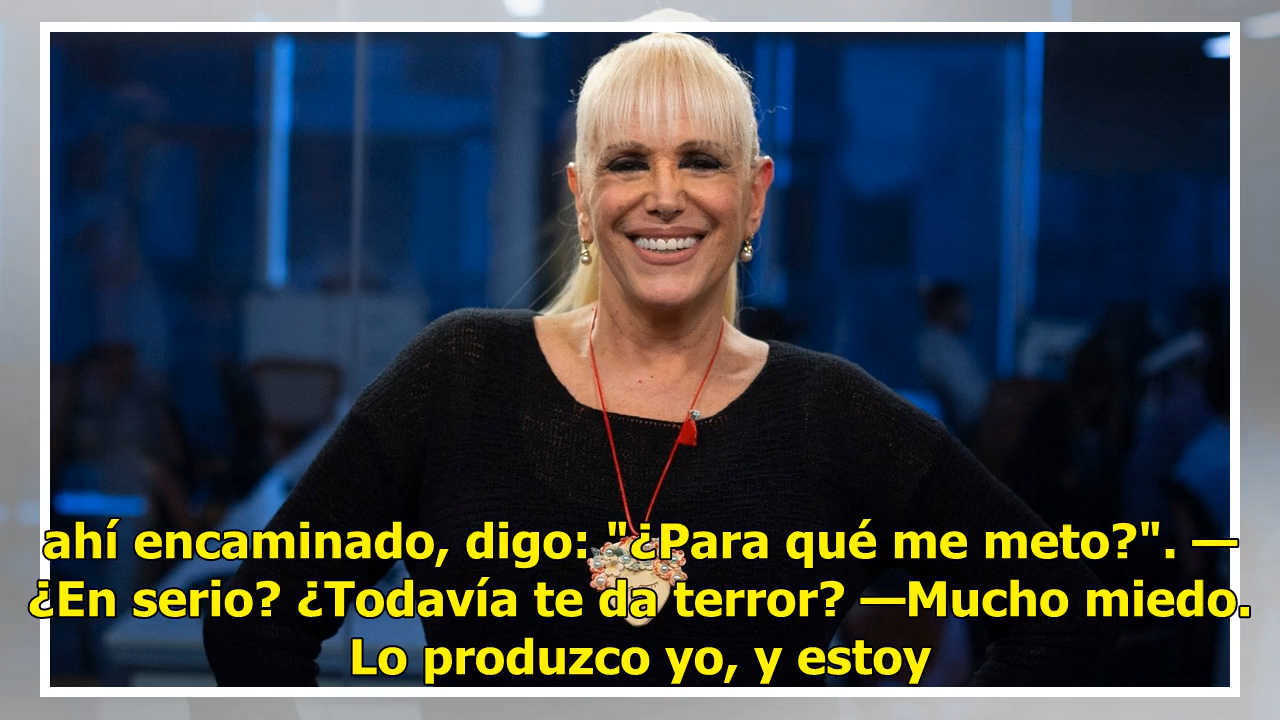 ahí encaminado, digo: "¿Para qué me meto?". —
¿En serio? ¿Todavía te da terror? —Mucho miedo.
Lo produzco yo, y estoy